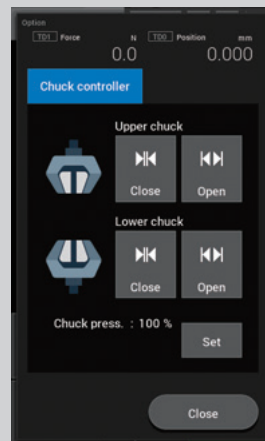 Option
TD1 Force N TD0 Position mm
0.0 0.000
Chuck controller
Upper chuck
Close Open
Lower chuck
Close Open
Chuck press. : 100 %
Set
Close